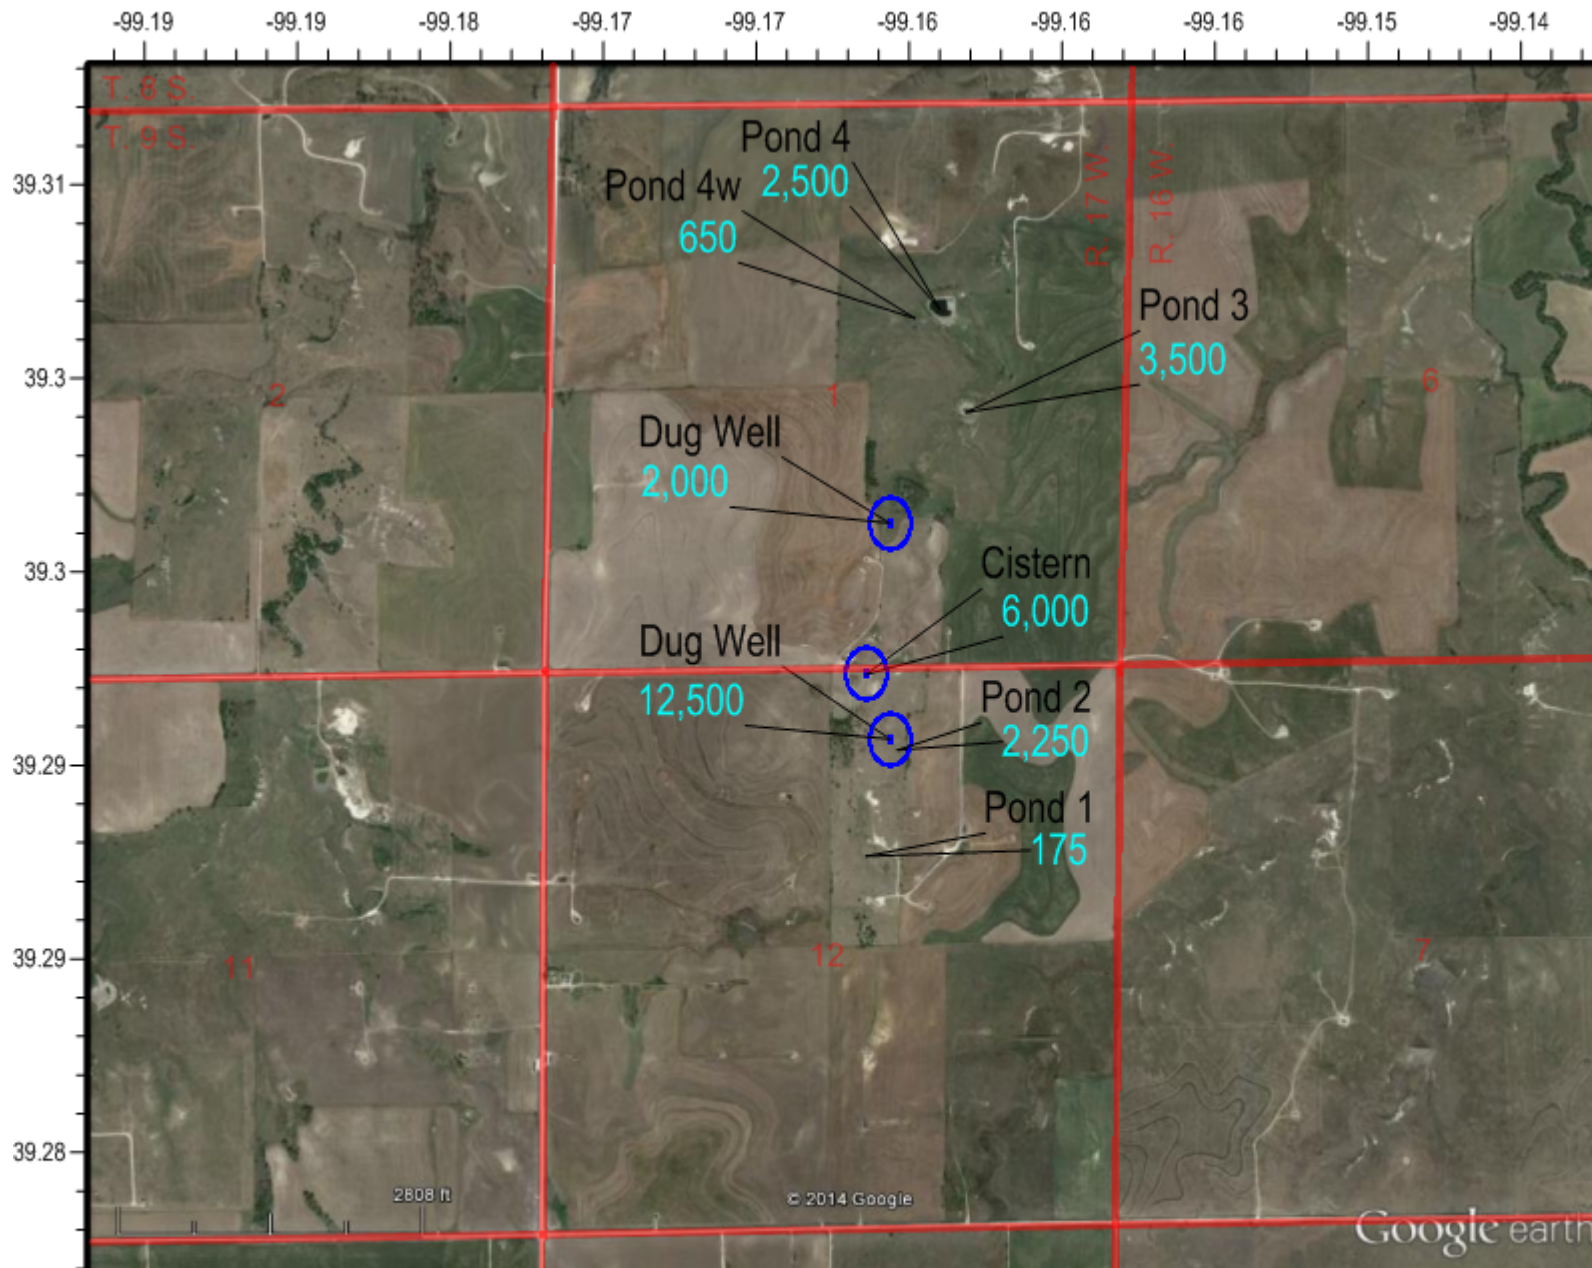 -99.19 -99.19 -99.18 -99.17 -99.17 -99.16 -99.16 -99.16 -99.15 -99.14
T. 8 S.
T. 9 S.
Pond 4
2,500
Pond 4w
650
R. 17 W.
R. 16 W.
39.31
Pond 3
3,500
39.3
2
1
6
Dug Well
2,000
Cistern
6,000
39.3
Dug Well
12,500
Pond 2
2,250
39.29
Pond 1
175
39.29
11
12
7
39.28
2808 ft
© 2014 Google
Google earth